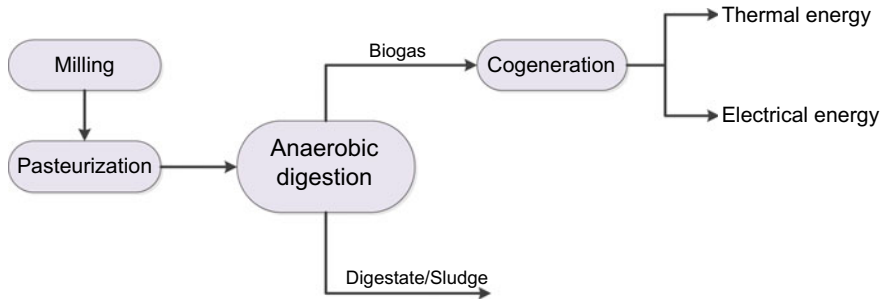 Milling
Pasteurization
Anaerobic
digestion
Biogas
Cogeneration
Thermal energy
Electrical energy
Digestate/Sludge